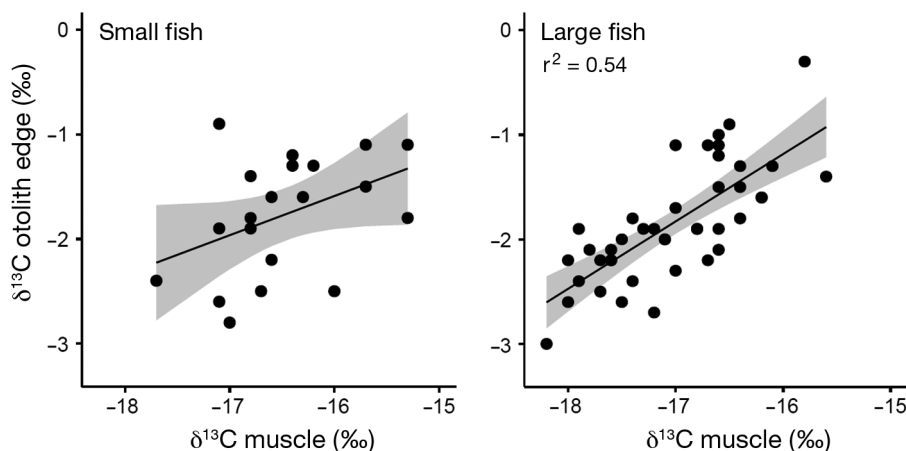 Small fish
Large fish
r² = 0.54
0
–1
–2
–3
0
–1
–2
–3
–18
–17
–16
–15
–18
–17
–16
–15
δ¹³C otolith edge (‰)
δ¹³C muscle (‰)
δ¹³C muscle (‰)